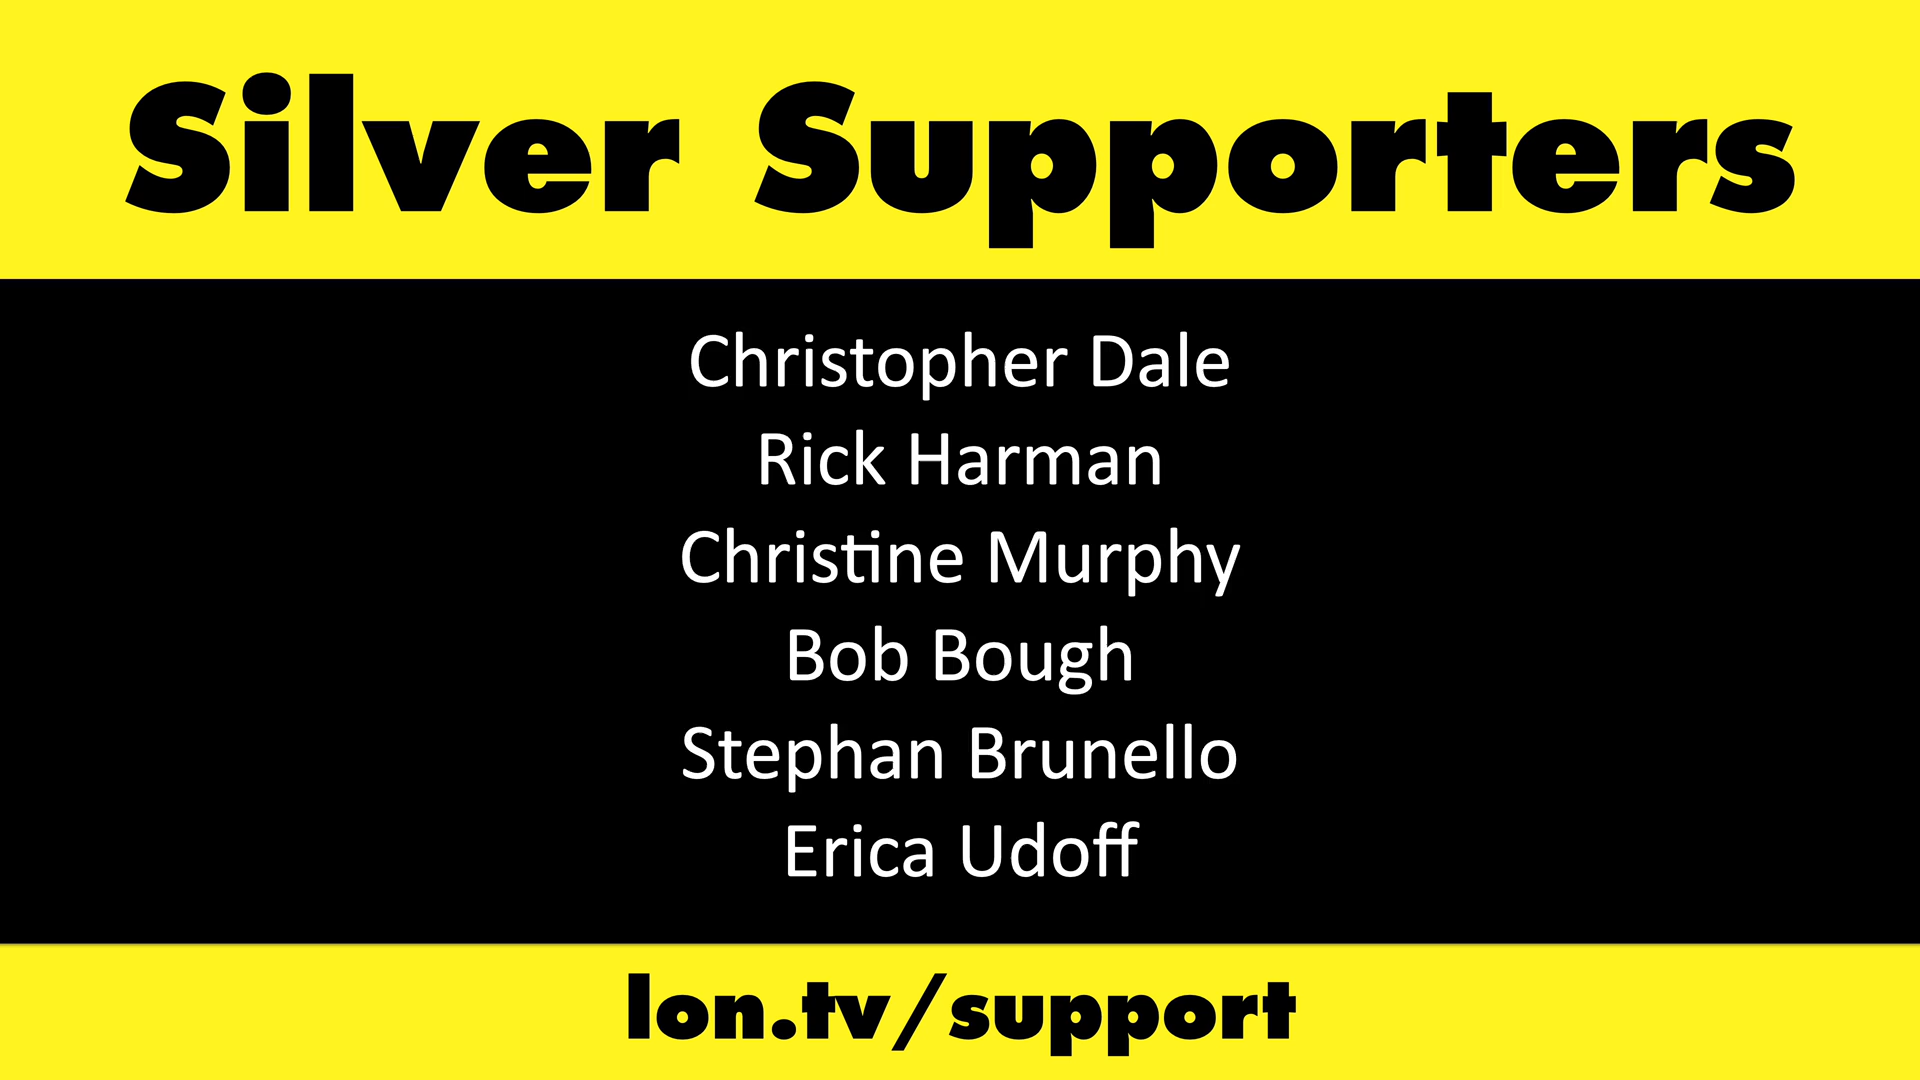 Silver Supporters
Christopher Dale
Rick Harman
Christine Murphy
Bob Bough
Stephan Brunello
Erica Udoff
lon.tv/support